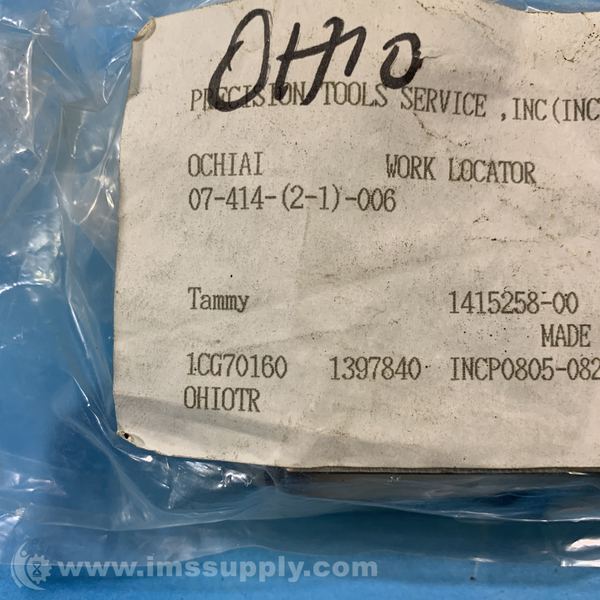 OHIO
PRECISION TOOLS SERVICE ,INC(INC
OCHIAI WORK LOCATOR
07-414-(2-1)-006
Tammy 1415258-00
MADE
1CG70160 1397840 INCP0805-082
OHIOTR
www.imssupply.com